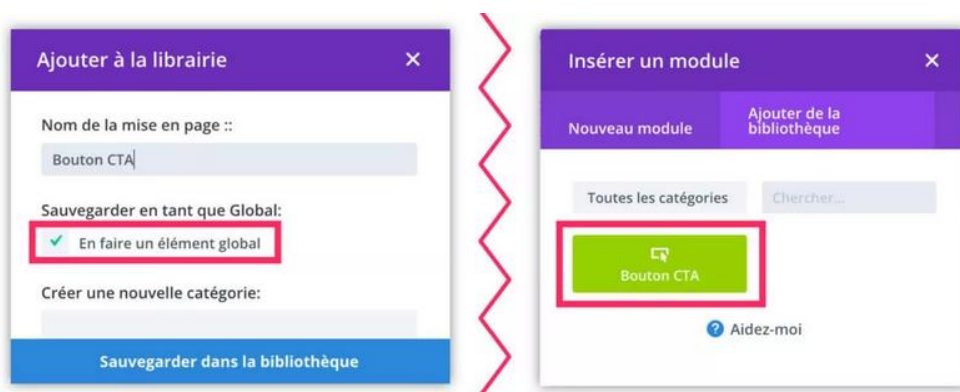 Ajouter à la librairie
Nom de la mise en page ::
Bouton CTA
Sauvegarder en tant que Global:
En faire un élément global
Créer une nouvelle catégorie:
Sauvegarder dans la bibliothèque
Insérer un module
Nouveau module
Ajouter de la
bibliothèque
Toutes les catégories
Chercher...
Bouton CTA
Aidez-moi